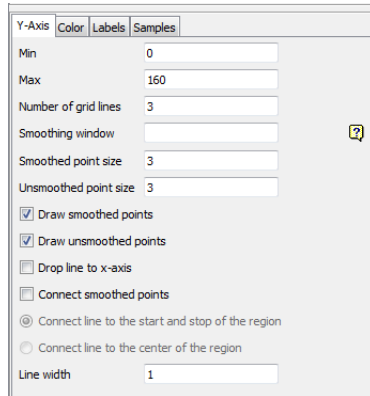 Y-Axis Color Labels Samples
Min 0
Max 160
Number of grid lines 3
Smoothing window ?
Smoothed point size 3
Unsmoothed point size 3
Draw smoothed points
Draw unsmoothed points
Drop line to x-axis
Connect smoothed points
Connect line to the start and stop of the region
Connect line to the center of the region
Line width 1